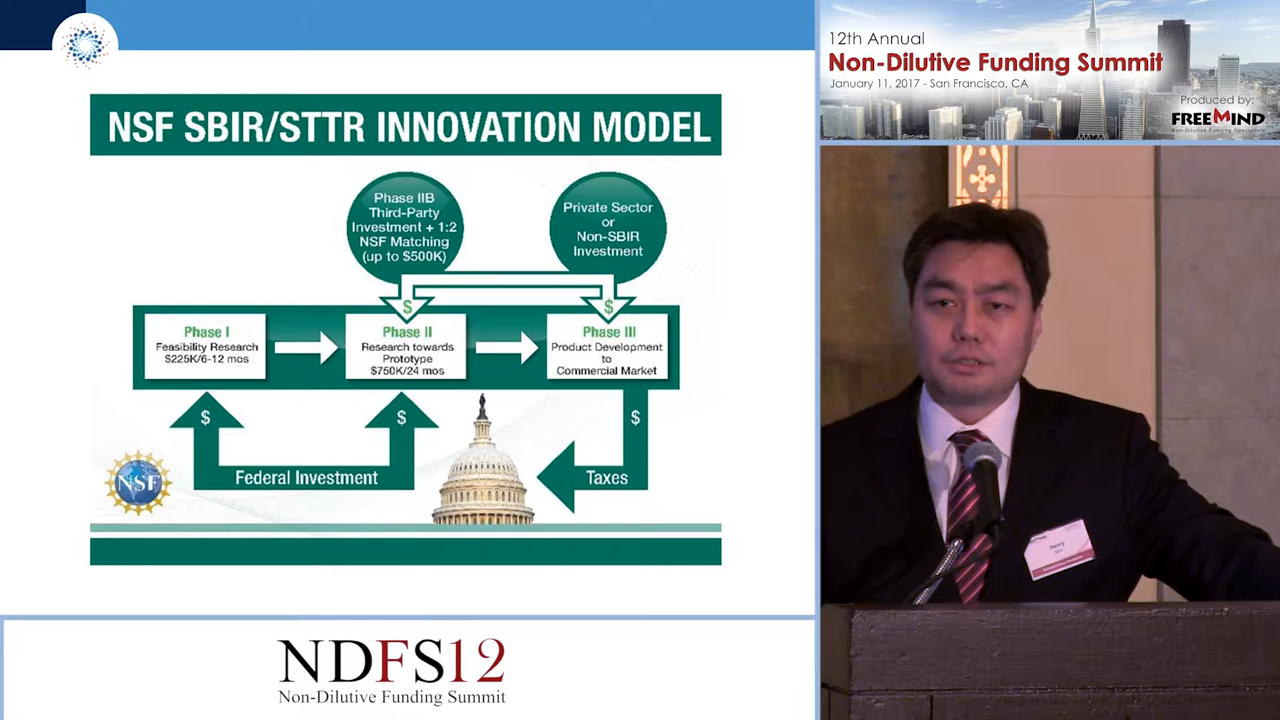 NSF SBIR/STTR INNOVATION MODEL
Phase IIB
Third-Party
Investment + 1:2
NSF Matching
(up to $500K)
Private Sector
or
Non-SBIR
Investment
$
$
Phase I
Feasibility Research
$225K/6-12 mos
Phase II
Research towards
Prototype
$750K/24 mos
Phase III
Product Development
to
Commercial Market
$
$
$
Federal Investment
Taxes
NSF
NDFS12
Non-Dilutive Funding Summit
12th Annual
Non-Dilutive Funding Summit
January 11, 2017 - San Francisco, CA
Produced by:
FREEMIND
Non-Dilutive Funding Specialists
Henry